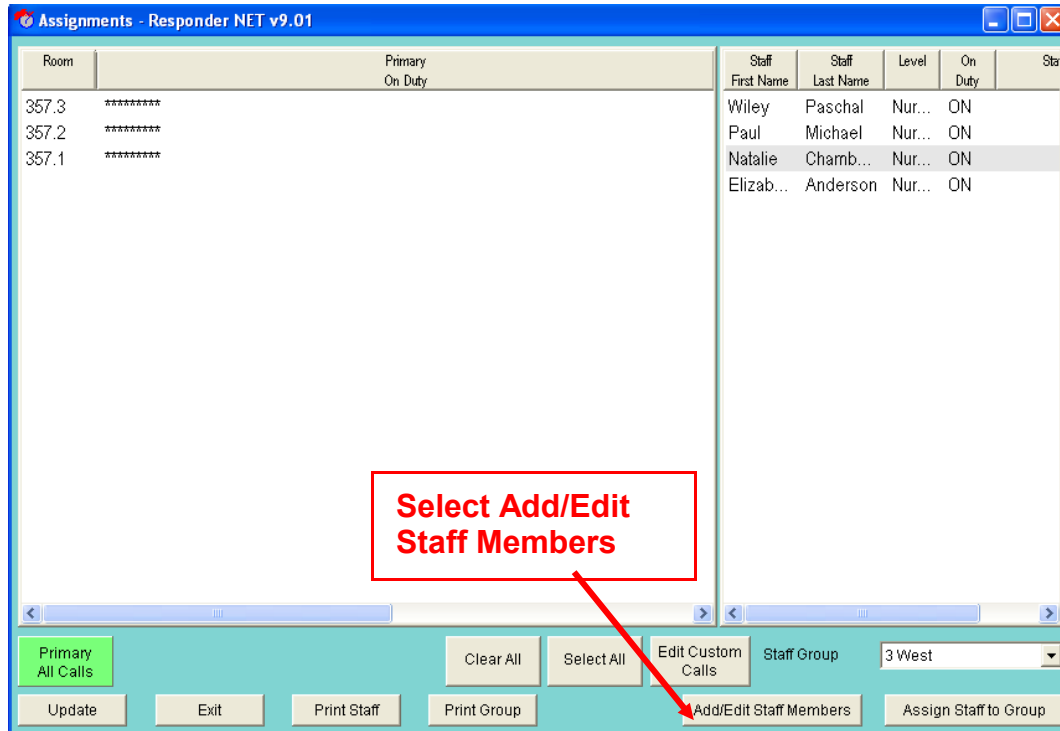 Assignments - Responder NET v9.01
Room Primary On Duty Staff First Name Staff Last Name Level On Duty Sta
357.3 ********* Wiley Paschal Nur... ON
357.2 ********* Paul Michael Nur... ON
357.1 ********* Natalie Chamb... Nur... ON
Elizab... Anderson Nur... ON
Select Add/Edit
Staff Members
Primary
All Calls
Clear All Select All Edit Custom
Calls
Staff Group 3 West
Update Exit Print Staff Print Group Add/Edit Staff Members Assign Staff to Group